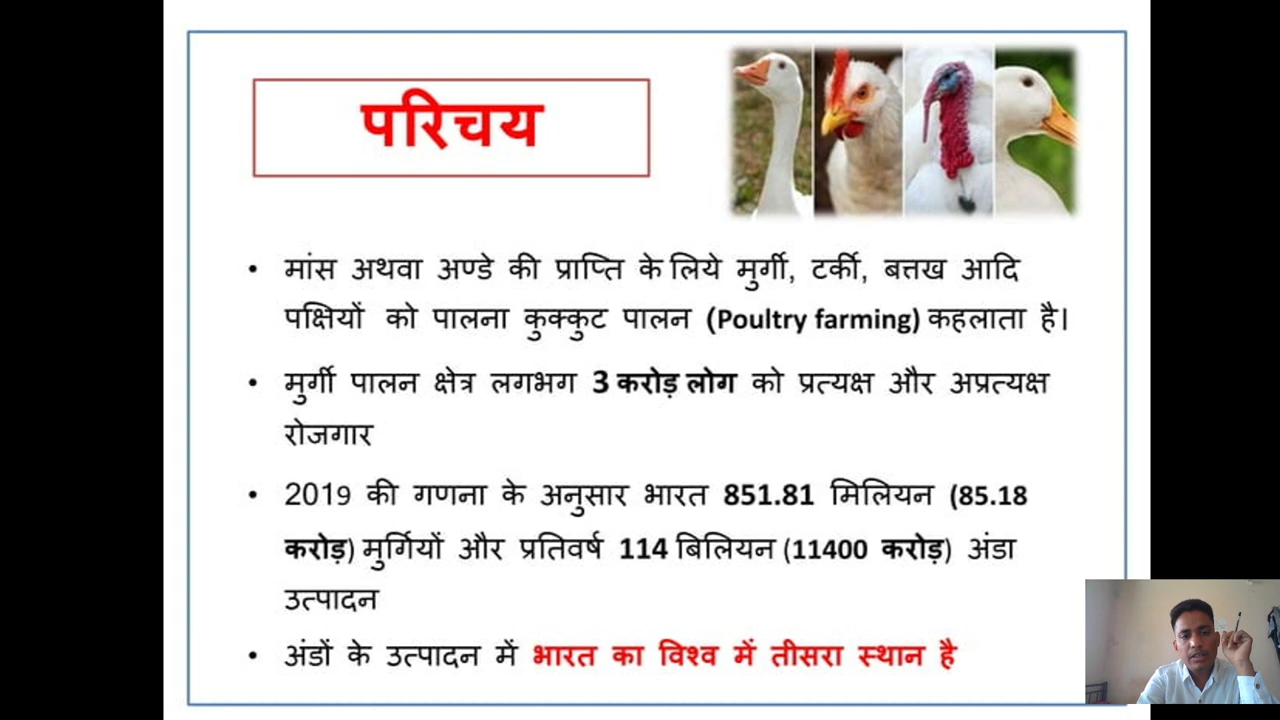 परिचय
• मांस अथवा अण्डे की प्राप्ति के लिये मुर्गी, टर्की, बत्तख आदि
पक्षियों को पालना कुक्कुट पालन (Poultry farming) कहलाता है।
• मुर्गी पालन क्षेत्र लगभग 3 करोड़ लोग को प्रत्यक्ष और अप्रत्यक्ष
रोजगार
• 2019 की गणना के अनुसार भारत 851.81 मिलियन (85.18
करोड़) मुर्गियों और प्रतिवर्ष 114 बिलियन (11400 करोड़) अंडा
उत्पादन
• अंडों के उत्पादन में भारत का विश्व में तीसरा स्थान है